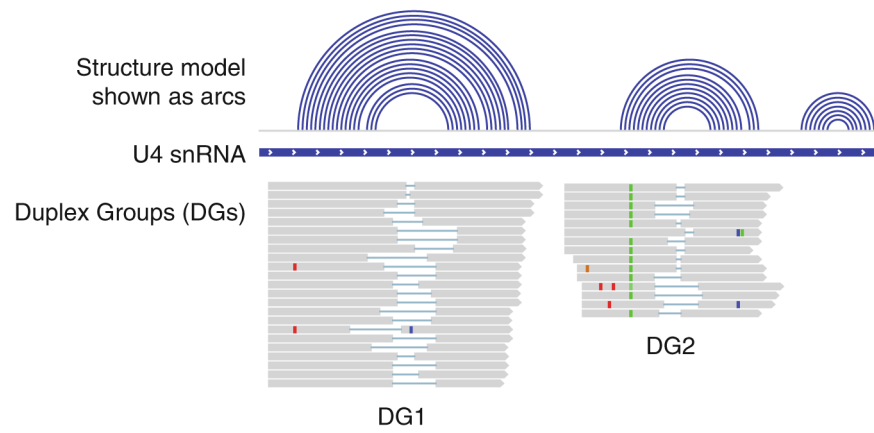 Structure model
shown as arcs
U4 snRNA
Duplex Groups (DGs)
DG1
DG2